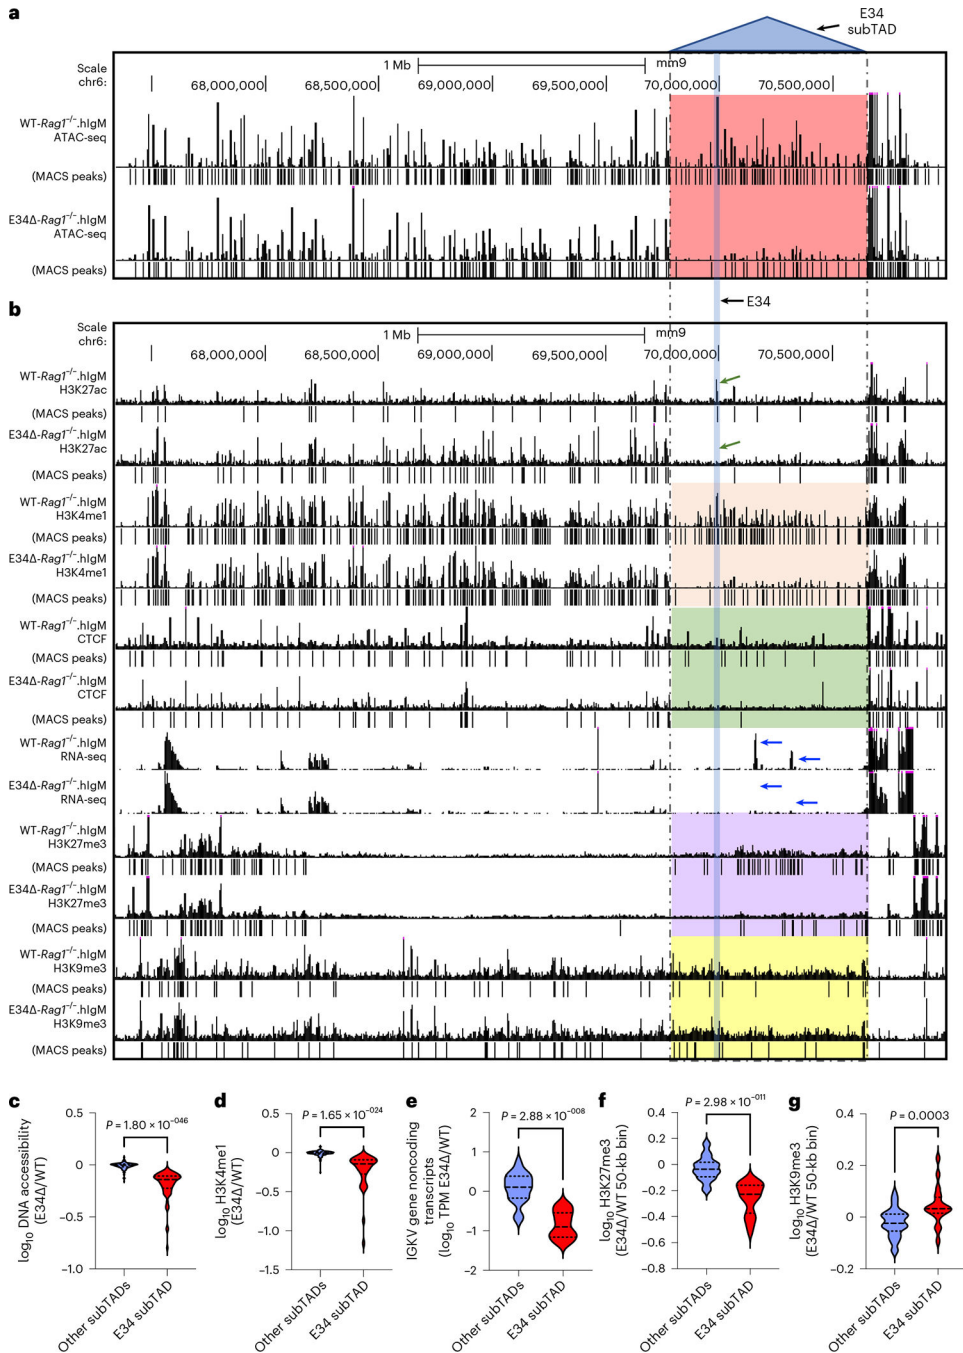 a
E34
subTAD
Scale
1 Mb
mm9
chr6:
68,000,000
68,500,000
69,000,000
69,500,000
70,000,000
70,500,000
WT-Rag1−/−.hIgM
ATAC-seq
(MACS peaks)
E34Δ-Rag1−/−.hIgM
ATAC-seq
(MACS peaks)
E34
b
Scale
1 Mb
mm9
chr6:
68,000,000
68,500,000
69,000,000
69,500,000
70,000,000
70,500,000
WT-Rag1−/−.hIgM
H3K27ac
(MACS peaks)
E34Δ-Rag1−/−.hIgM
H3K27ac
(MACS peaks)
WT-Rag1−/−.hIgM
H3K4me1
(MACS peaks)
E34Δ-Rag1−/−.hIgM
H3K4me1
(MACS peaks)
WT-Rag1−/−.hIgM
CTCF
(MACS peaks)
E34Δ-Rag1−/−.hIgM
CTCF
(MACS peaks)
WT-Rag1−/−.hIgM
RNA-seq
E34Δ-Rag1−/−.hIgM
RNA-seq
WT-Rag1−/−.hIgM
H3K27me3
(MACS peaks)
E34Δ-Rag1−/−.hIgM
H3K27me3
(MACS peaks)
WT-Rag1−/−.hIgM
H3K9me3
(MACS peaks)
E34Δ-Rag1−/−.hIgM
H3K9me3
(MACS peaks)
c
log10 DNA accessibility
(E34Δ/WT)
P = 1.80 × 10−046
0.5
0
−0.5
−1.0
Other subTADs
E34 subTAD
d
log10 H3K4me1
(E34Δ/WT)
P = 1.65 × 10−024
0.5
0
−0.5
−1.0
−1.5
Other subTADs
E34 subTAD
e
IGKV gene noncoding
transcripts
(log10 TPM E34Δ/WT)
P = 2.88 × 10−008
2
1
0
−1
−2
Other subTADs
E34 subTAD
f
log10 H3K27me3
(E34Δ/WT 50-kb bin)
P = 2.98 × 10−011
0.4
0.2
0
−0.2
−0.4
−0.6
−0.8
Other subTADs
E34 subTAD
g
log10 H3K9me3
(E34Δ/WT 50-kb bin)
P = 0.0003
0.4
0.2
0
−0.2
Other subTADs
E34 subTAD